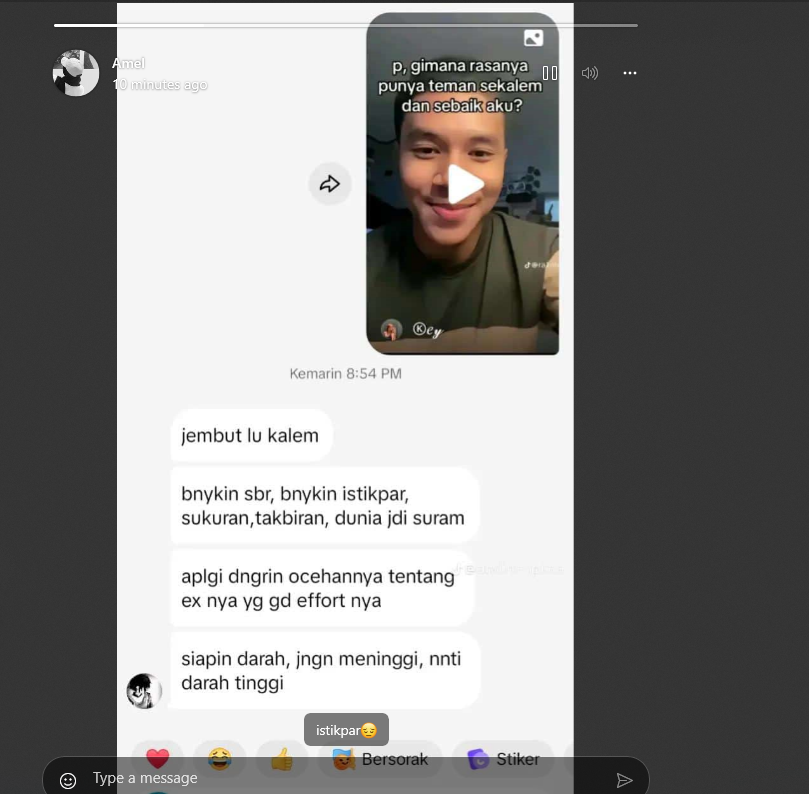 Amel
10 minutes ago
p, gimana rasanya
punya teman sekalem
dan sebaik aku?
Ⓚℯ𝓎
Kemarin 8:54 PM
jembut lu kalem
bnykin sbr, bnykin istikpar,
sukuran,takbiran, dunia jdi suram
aplgi dngrin ocehannya tentang
ex nya yg gd effort nya
siapin darah, jngn meninggi, nnti
darah tinggi
istikpar😔
Bersorak
Stiker
Type a message